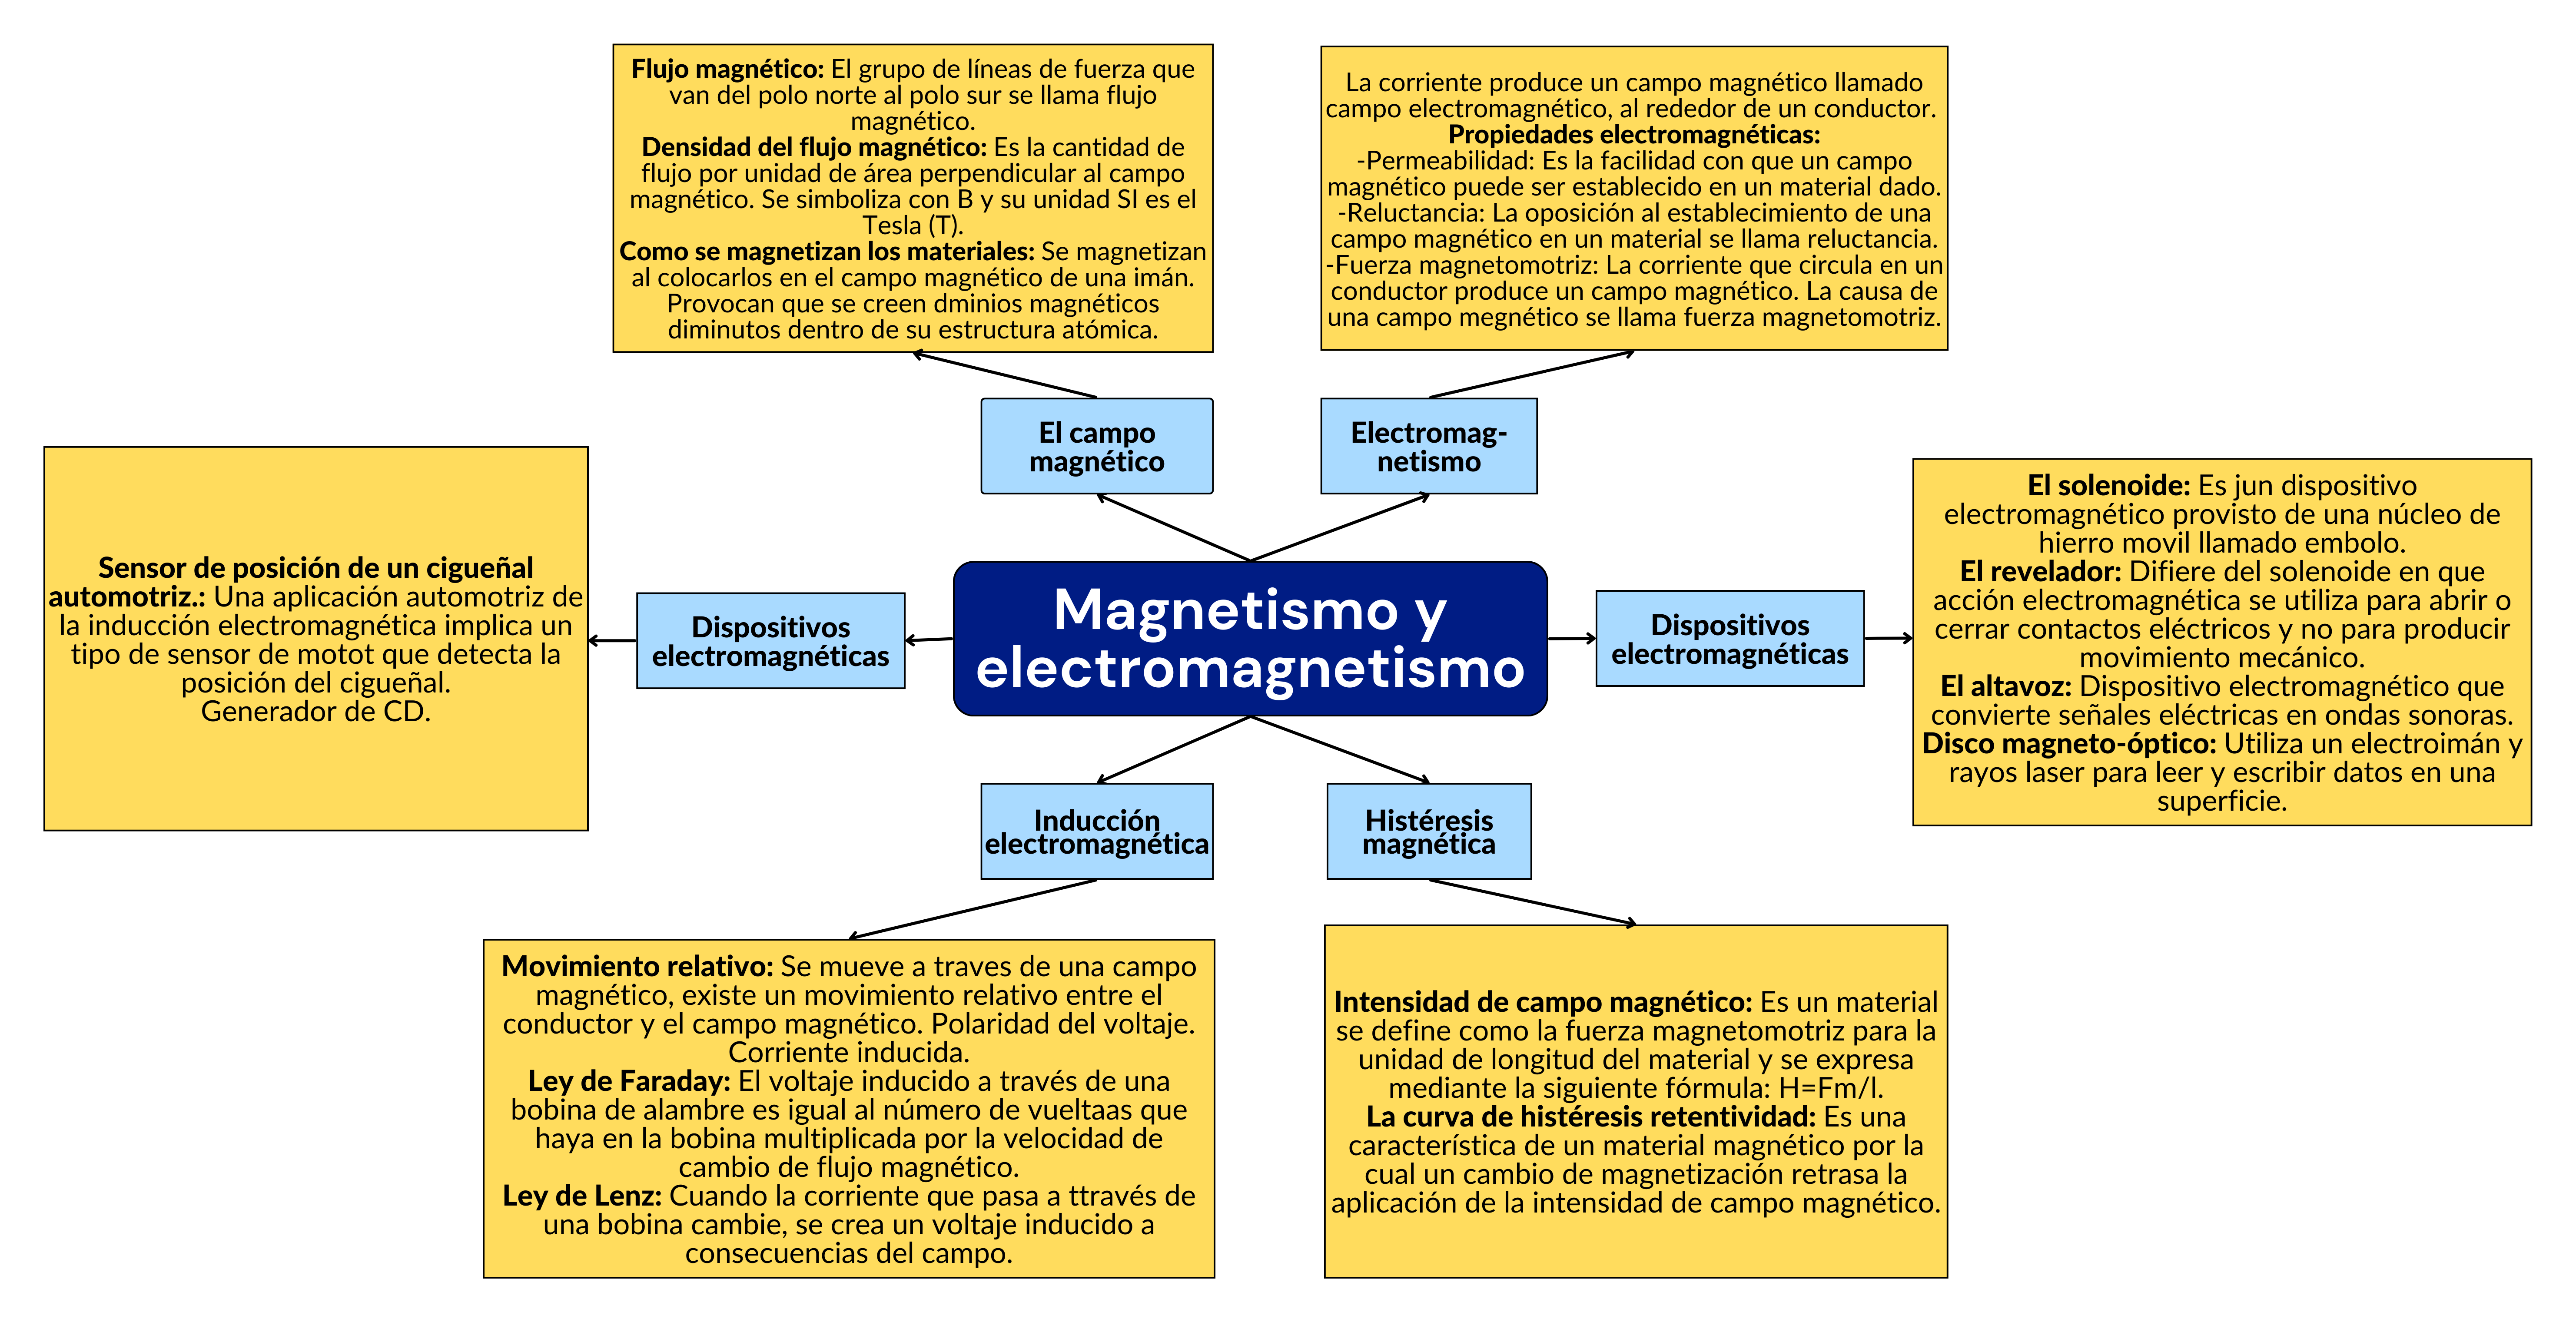 Flujo magnético: El grupo de líneas de fuerza que
van del polo norte al polo sur se llama flujo
magnético.
Densidad del flujo magnético: Es la cantidad de
flujo por unidad de área perpendicular al campo
magnético. Se simboliza con B y su unidad SI es el
Tesla (T).
Como se magnetizan los materiales: Se magnetizan
al colocarlos en el campo magnético de una imán.
Provocan que se creen dminios magnéticos
diminutos dentro de su estructura atómica.
La corriente produce un campo magnético llamado
campo electromagnético, al rededor de un conductor.
Propiedades electromagnéticas:
-Permeabilidad: Es la facilidad con que un campo
magnético puede ser establecido en un material dado.
-Reluctancia: La oposición al establecimiento de una
campo magnético en un material se llama reluctancia.
-Fuerza magnetomotriz: La corriente que circula en un
conductor produce un campo magnético. La causa de
una campo megnético se llama fuerza magnetomotriz.
El campo
magnético
Electromag-
netismo
Sensor de posición de un cigueñal
automotriz.: Una aplicación automotriz de
la inducción electromagnética implica un
tipo de sensor de motot que detecta la
posición del cigueñal.
Generador de CD.
Dispositivos
electromagnéticas
Magnetismo y
electromagnetismo
Dispositivos
electromagnéticas
El solenoide: Es jun dispositivo
electromagnético provisto de una núcleo de
hierro movil llamado embolo.
El revelador: Difiere del solenoide en que
acción electromagnética se utiliza para abrir o
cerrar contactos eléctricos y no para producir
movimiento mecánico.
El altavoz: Dispositivo electromagnético que
convierte señales eléctricas en ondas sonoras.
Disco magneto-óptico: Utiliza un electroimán y
rayos laser para leer y escribir datos en una
superficie.
Inducción
electromagnética
Histéresis
magnética
Movimiento relativo: Se mueve a traves de una campo
magnético, existe un movimiento relativo entre el
conductor y el campo magnético. Polaridad del voltaje.
Corriente inducida.
Ley de Faraday: El voltaje inducido a través de una
bobina de alambre es igual al número de vueltaas que
haya en la bobina multiplicada por la velocidad de
cambio de flujo magnético.
Ley de Lenz: Cuando la corriente que pasa a ttravés de
una bobina cambie, se crea un voltaje inducido a
consecuencias del campo.
Intensidad de campo magnético: Es un material
se define como la fuerza magnetomotriz para la
unidad de longitud del material y se expresa
mediante la siguiente fórmula: H=Fm/l.
La curva de histéresis retentividad: Es una
característica de un material magnético por la
cual un cambio de magnetización retrasa la
aplicación de la intensidad de campo magnético.